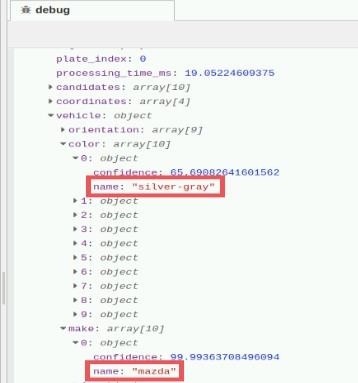 debug
plate_index: 0
processing_time_ms: 19.05224609375
candidates: array[10]
coordinates: array[4]
vehicle: object
orientation: array[9]
color: array[10]
0: object
confidence: 65.69082641601562
name: "silver-gray"
1: object
2: object
3: object
4: object
5: object
6: object
7: object
8: object
9: object
make: array[10]
0: object
confidence: 99.99363708496094
name: "mazda"